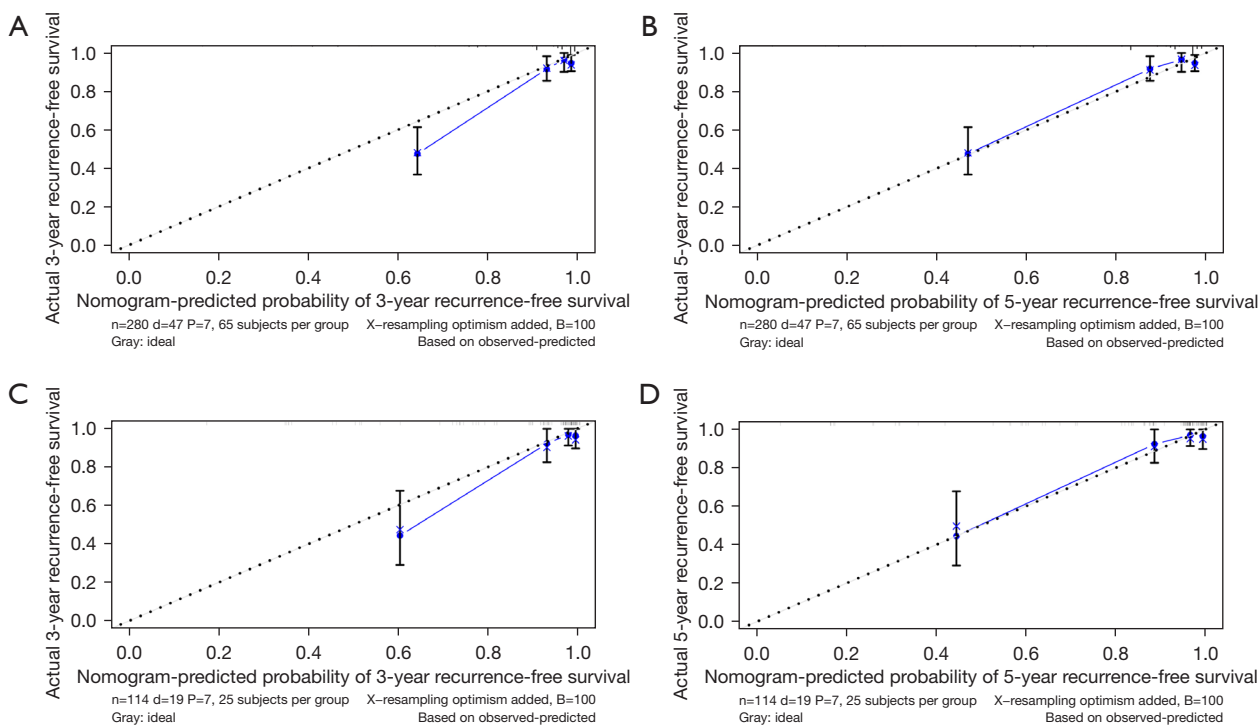 A
Actual 3-year recurrence-free survival
1.0
0.8
0.6
0.4
0.2
0.0
0.0 0.2 0.4 0.6 0.8 1.0
Nomogram-predicted probability of 3-year recurrence-free survival
n=280 d=47 P=7, 65 subjects per group X−resampling optimism added, B=100
Gray: ideal Based on observed-predicted
B
Actual 5-year recurrence-free survival
1.0
0.8
0.6
0.4
0.2
0.0
0.0 0.2 0.4 0.6 0.8 1.0
Nomogram-predicted probability of 5-year recurrence-free survival
n=280 d=47 P=7, 65 subjects per group X−resampling optimism added, B=100
Gray: ideal Based on observed-predicted
C
Actual 3-year recurrence-free survival
1.0
0.8
0.6
0.4
0.2
0.0
0.0 0.2 0.4 0.6 0.8 1.0
Nomogram-predicted probability of 3-year recurrence-free survival
n=114 d=19 P=7, 25 subjects per group X−resampling optimism added, B=100
Gray: ideal Based on observed-predicted
D
Actual 5-year recurrence-free survival
1.0
0.8
0.6
0.4
0.2
0.0
0.0 0.2 0.4 0.6 0.8 1.0
Nomogram-predicted probability of 5-year recurrence-free survival
n=114 d=19 P=7, 25 subjects per group X−resampling optimism added, B=100
Gray: ideal Based on observed-predicted